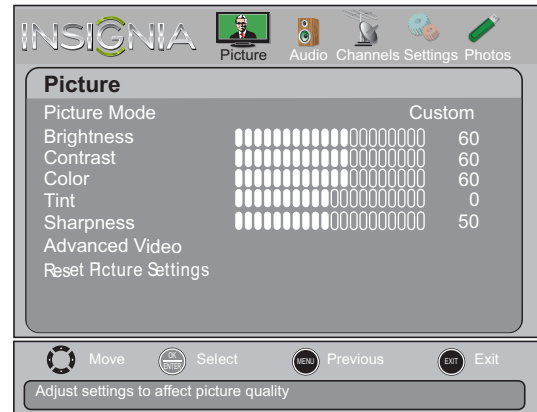 INSIGNIA
Picture Audio Channels Settings Photos
Picture
Picture Mode Custom
Brightness 60
Contrast 60
Color 60
Tint 0
Sharpness 50
Advanced Video
Reset Picture Settings
Move OK ENTER Select MENU Previous EXIT Exit
Adjust settings to affect picture quality